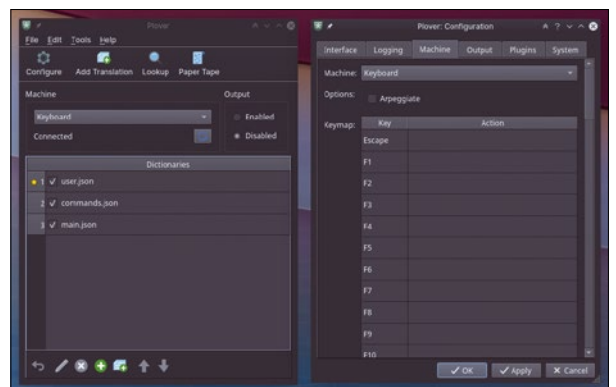 Plover
File Edit Tools Help
Configure Add Translation Lookup Paper Tape
Machine
Keyboard
Connected
Output
Enabled
Disabled
Dictionaries
1 user.json
2 commands.json
3 main.json
Plover: Configuration
Interface Logging Machine Output Plugins System
Machine: Keyboard
Options: Arpeggiate
Keymap: Key Action
Escape
F1
F2
F3
F4
F5
F6
F7
F8
F9
F10
OK Apply Cancel